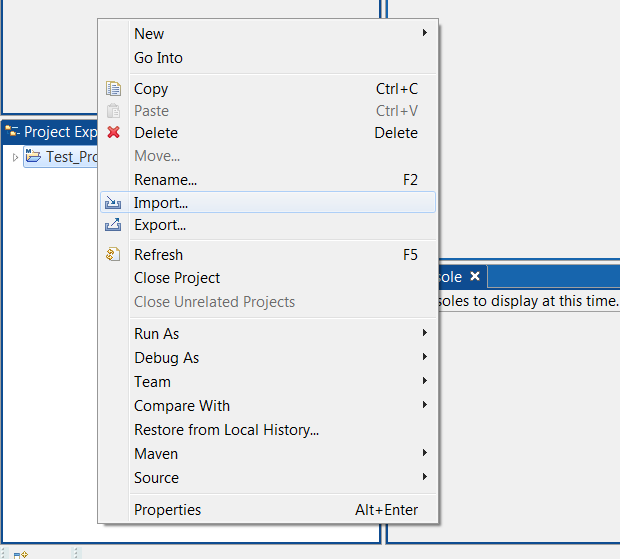 New
Go Into
Copy Ctrl+C
Paste Ctrl+V
Project Exp
Delete Delete
Test_Pro
Move...
Rename... F2
Import...
Export...
Refresh F5
Close Project
sole
Close Unrelated Projects
soles to display at this time.
Run As
Debug As
Team
Compare With
Restore from Local History...
Maven
Source
Properties Alt+Enter